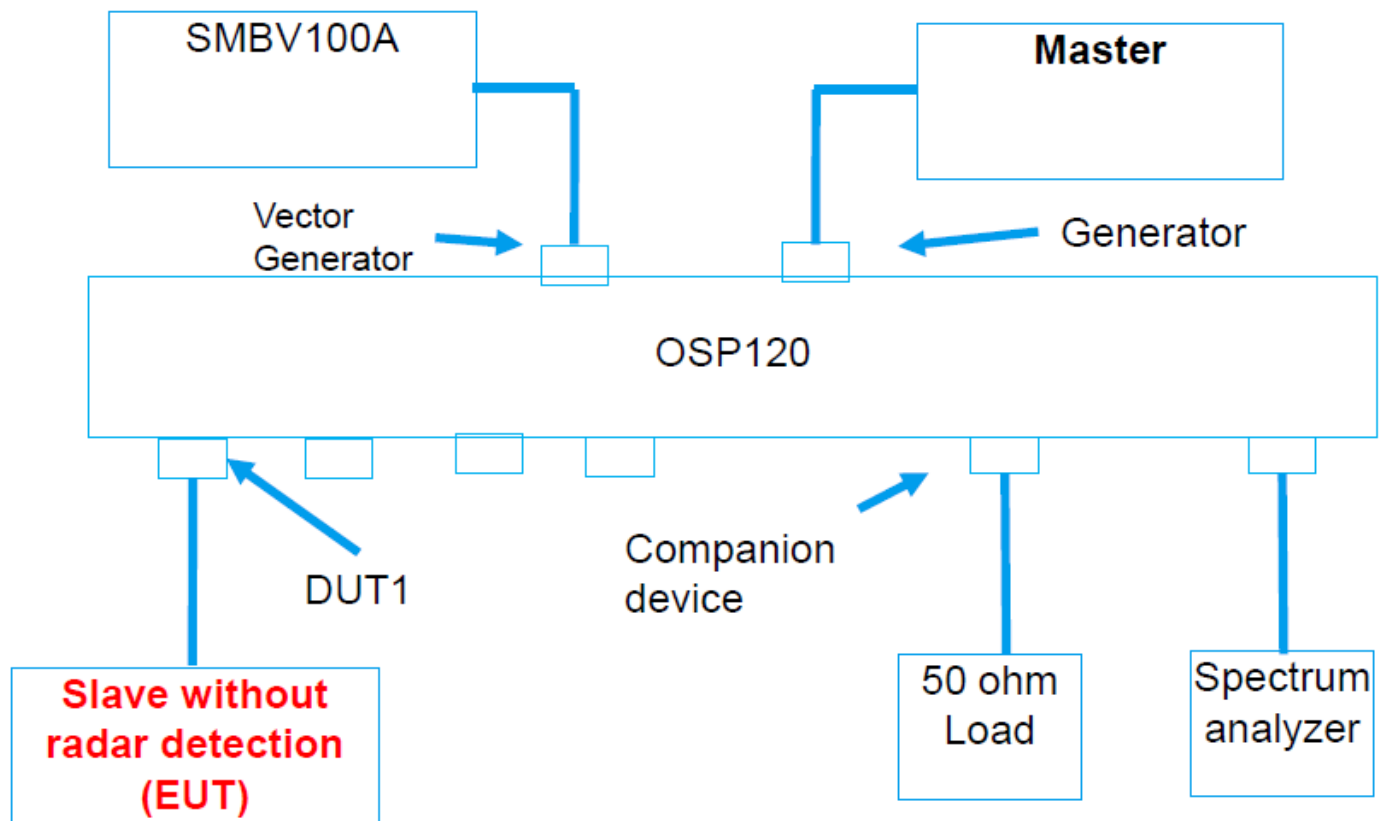 SMBV100A
Master
Vector
Generator
Generator
OSP120
DUT1
Companion
device
Slave without
radar detection
(EUT)
50 ohm
Load
Spectrum
analyzer